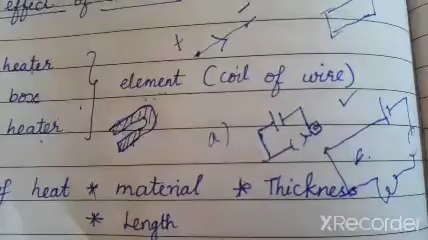 effect of
heater
box
heater
element (coil of wire)
a.)
of heat * material * Thickness
* Length
XRecorder